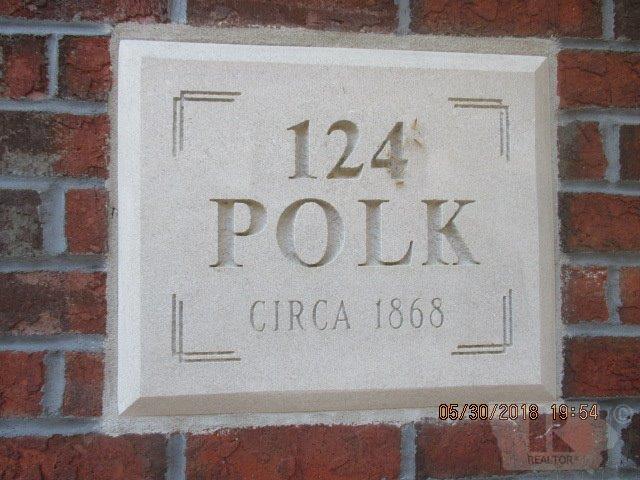 124
POLK
CIRCA 1868
05/30/2018 19:54
©
REALTOR®